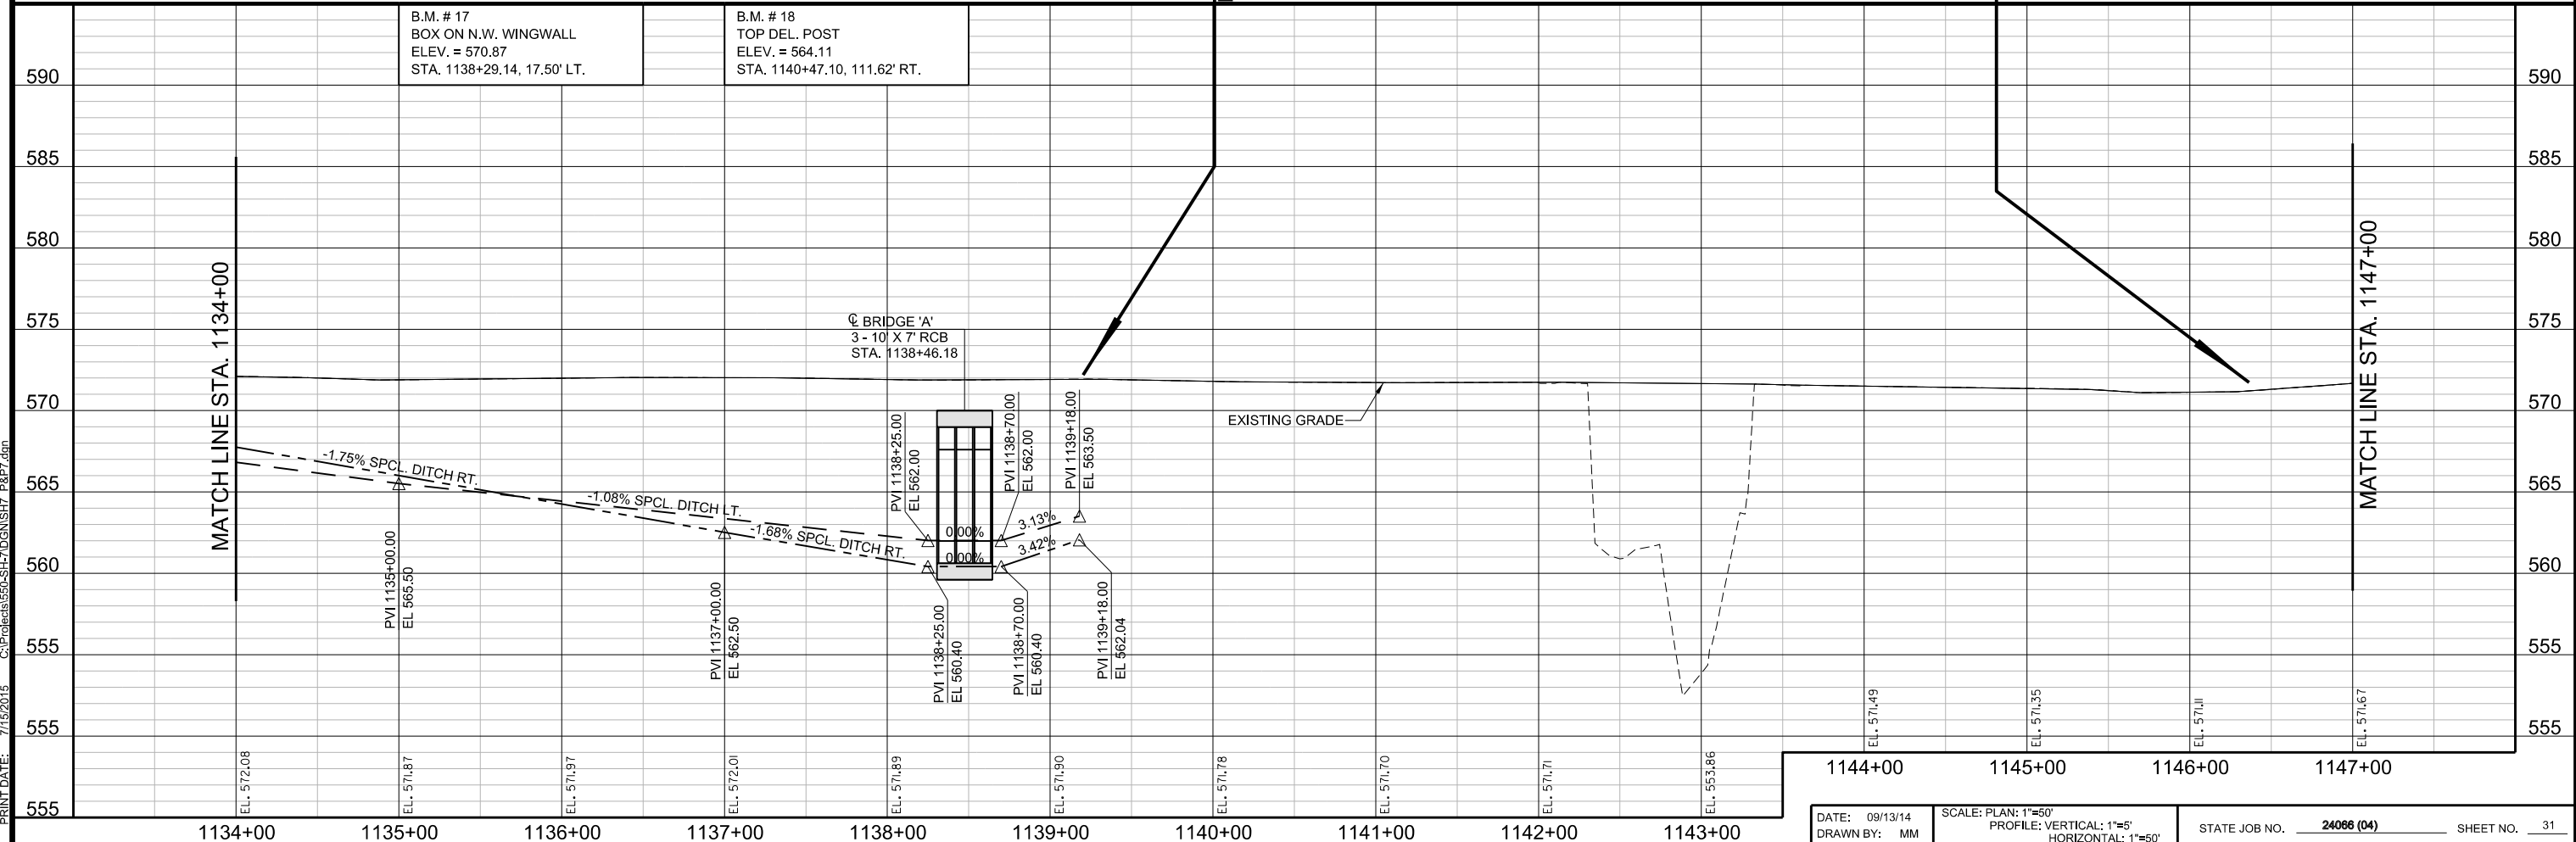 B.M. # 17
BOX ON N.W. WINGWALL
ELEV. = 570.87
STA. 1138+29.14, 17.50' LT.
B.M. # 18
TOP DEL. POST
ELEV. = 564.11
STA. 1140+47.10, 111.62' RT.
590
590
585
585
580
580
575
575
570
570
565
565
560
560
555
555
555
555
555
MATCH LINE STA. 1134+00
MATCH LINE STA. 1147+00
℄ BRIDGE 'A'
3 - 10' X 7' RCB
STA. 1138+46.18
EXISTING GRADE
-1.75% SPCL. DITCH RT.
-1.08% SPCL. DITCH LT.
-1.68% SPCL. DITCH RT.
0.00%
0.00%
3.13%
3.42%
PVI 1138+25.00
EL 562.00
PVI 1138+70.00
EL 562.00
PVI 1139+18.00
EL 563.50
PVI 1135+00.00
EL 565.50
PVI 1137+00.00
EL 562.50
PVI 1138+25.00
EL 560.40
PVI 1138+70.00
EL 560.40
PVI 1139+18.00
EL 562.04
EL. 572.08
EL. 571.87
EL. 571.97
EL. 572.01
EL. 571.89
EL. 571.90
EL. 571.78
EL. 571.70
EL. 571.71
EL. 553.86
EL. 571.49
EL. 571.35
EL. 571.11
EL. 571.67
1134+00
1135+00
1136+00
1137+00
1138+00
1139+00
1140+00
1141+00
1142+00
1143+00
1144+00
1145+00
1146+00
1147+00
DATE: 09/13/14
DRAWN BY: MM
SCALE: PLAN: 1"=50'
PROFILE: VERTICAL: 1"=5'
HORIZONTAL: 1"=50'
STATE JOB NO. 24066 (04)
SHEET NO. 31
PRINT DATE: 7/15/2015
C:\Projects\550-SH-7\DGN\SH7_P&P7.dgn